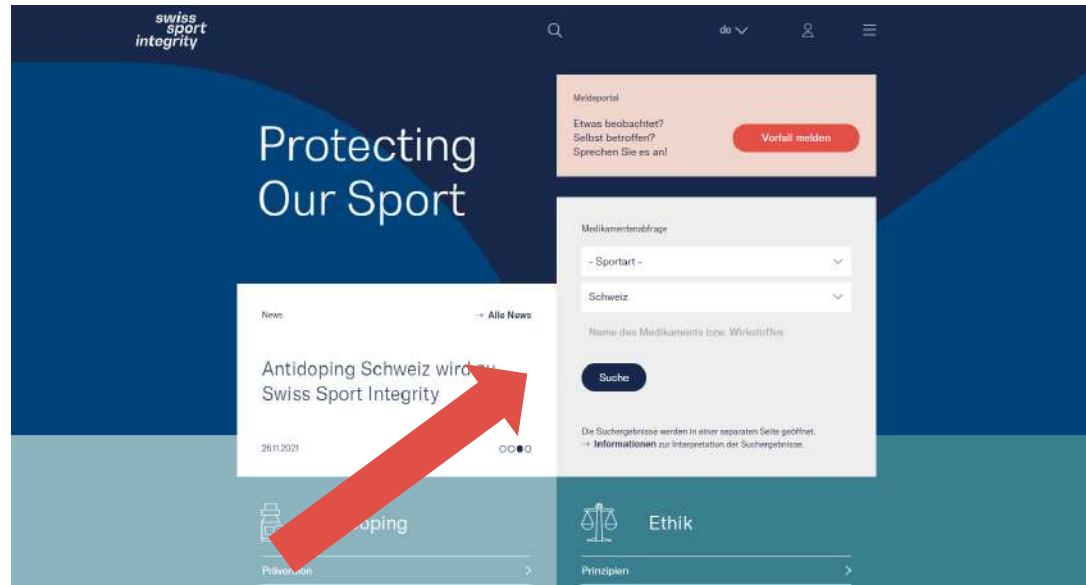 swiss
sport
integrity
de
Protecting
Our Sport
Meldeportal
Etwas beobachtet?
Selbst betroffen?
Sprechen Sie es an!
Vorfall melden
Medikamentenabfrage
- Sportart -
Schweiz
Name des Medikaments bzw. Wirkstoffes
Suche
Die Suchergebnisse werden in einer separaten Seite geöffnet.
→ Informationen zur Interpretation der Suchergebnisse.
News
→ Alle News
Antidoping Schweiz wird zu
Swiss Sport Integrity
26.11.2021
Prävention
Ethik
Prinzipien